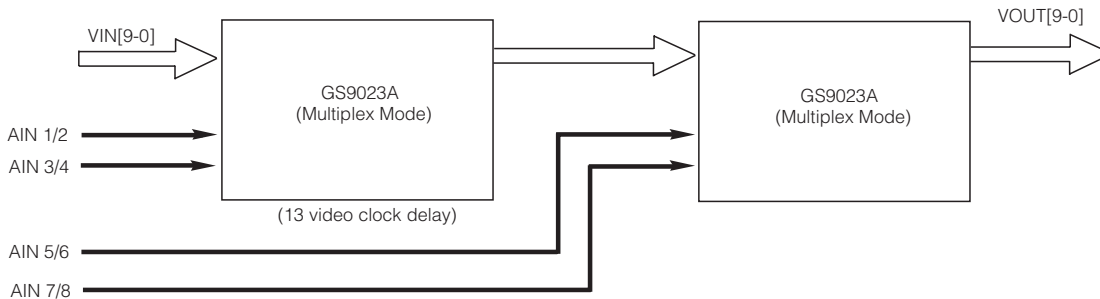 VIN[9-0]
VOUT[9-0]
GS9023A
(Multiplex Mode)
GS9023A
(Multiplex Mode)
AIN 1/2
AIN 3/4
(13 video clock delay)
AIN 5/6
AIN 7/8